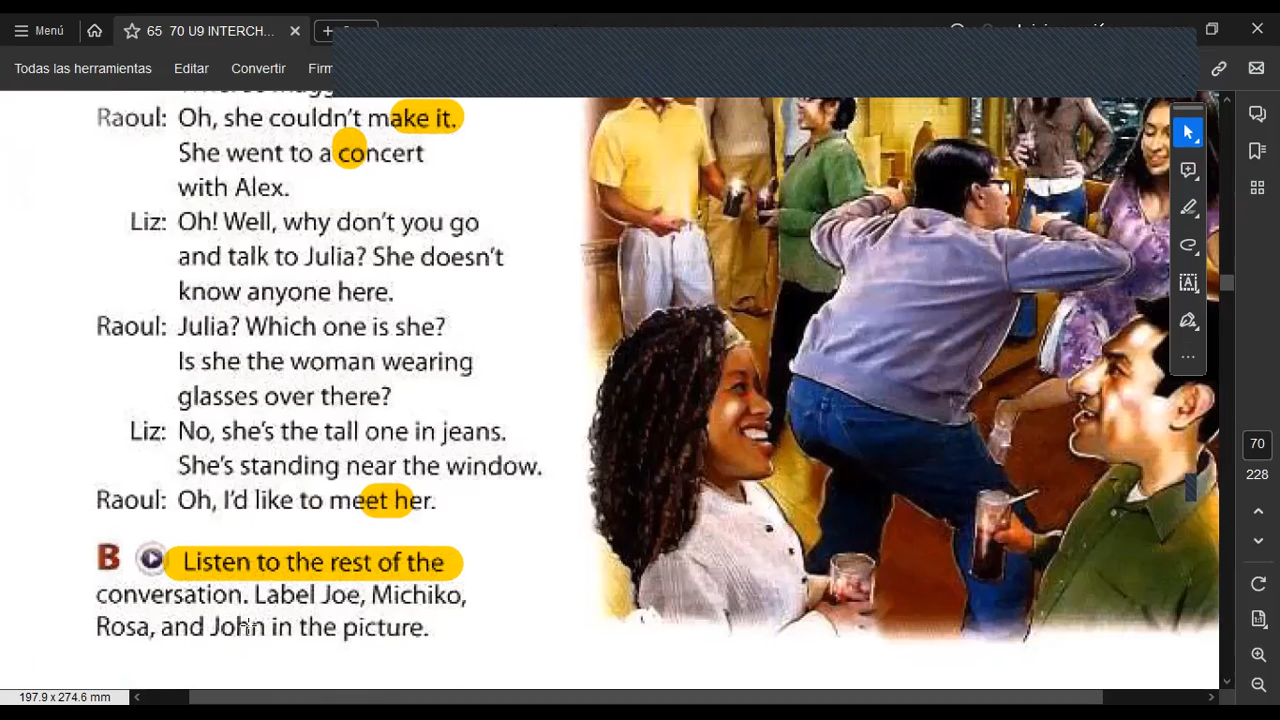 Menú
65 70 U9 INTERCH...
Todas las herramientas
Editar
Convertir
Raoul: Oh, she couldn't make it.
She went to a concert
with Alex.
Liz: Oh! Well, why don't you go
and talk to Julia? She doesn't
know anyone here.
Raoul: Julia? Which one is she?
Is she the woman wearing
glasses over there?
Liz: No, she's the tall one in jeans.
She's standing near the window.
Raoul: Oh, I'd like to meet her.
B Listen to the rest of the
conversation. Label Joe, Michiko,
Rosa, and John in the picture.
70
228
197.9 x 274.6 mm